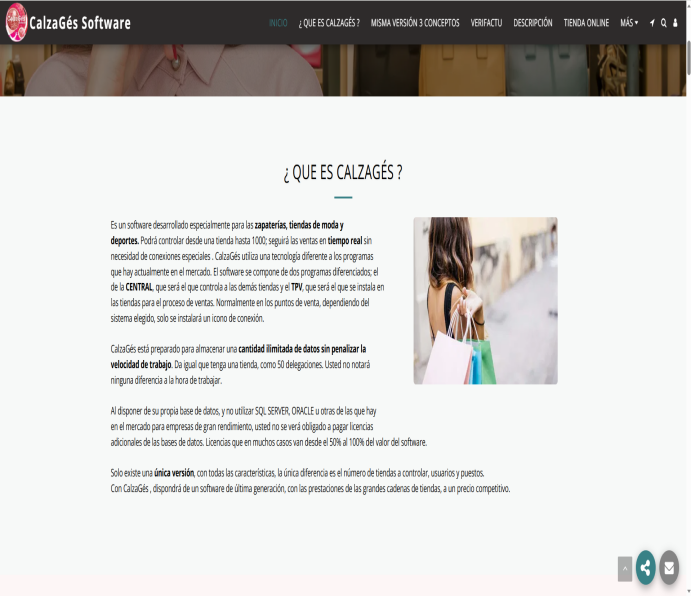 CalzaGés Software
INICIO ¿ QUE ES CALZAGÉS ? MISMA VERSIÓN 3 CONCEPTOS VERIFACTU DESCRIPCIÓN TIENDA ONLINE MÁS
¿ QUE ES CALZAGÉS ?
Es un software desarrollado especialmente para las zapaterías, tiendas de moda y
deportes. Podrá controlar desde una tienda hasta 1000; seguirá las ventas en tiempo real sin
necesidad de conexiones especiales . CalzaGés utiliza una tecnología diferente a los programas
que hay actualmente en el mercado. El software se compone de dos programas diferenciados; el
de la CENTRAL, que será el que controla a las demás tiendas y el TPV, que será el que se instala en
las tiendas para el proceso de ventas. Normalmente en los puntos de venta, dependiendo del
sistema elegido, solo se instalará un icono de conexión.
CalzaGés está preparado para almacenar una cantidad ilimitada de datos sin penalizar la
velocidad de trabajo. Da igual que tenga una tienda, como 50 delegaciones. Usted no notará
ninguna diferencia a la hora de trabajar.
Al disponer de su propia base de datos, y no utilizar SQL SERVER, ORACLE u otras de las que hay
en el mercado para empresas de gran rendimiento, usted no se verá obligado a pagar licencias
adicionales de las bases de datos. Licencias que en muchos casos van desde el 50% al 100% del valor del software.
Solo existe una única versión, con todas las características, la única diferencia es el número de tiendas a controlar, usuarios y puestos.
Con CalzaGés , dispondrá de un software de última generación, con las prestaciones de las grandes cadenas de tiendas, a un precio competitivo.